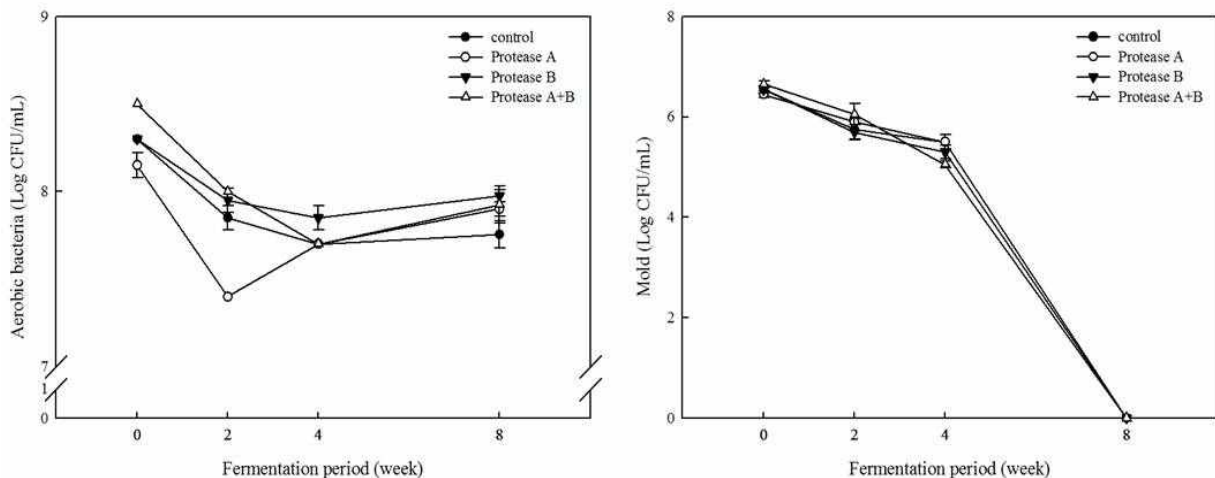 Aerobic bacteria (Log CFU/mL)
9
8
7
1
0
control
Protease A
Protease B
Protease A+B
0 2 4 8
Fermentation period (week)
Mold (Log CFU/mL)
8
6
4
2
0
control
Protease A
Protease B
Protease A+B
0 2 4 8
Fermentation period (week)